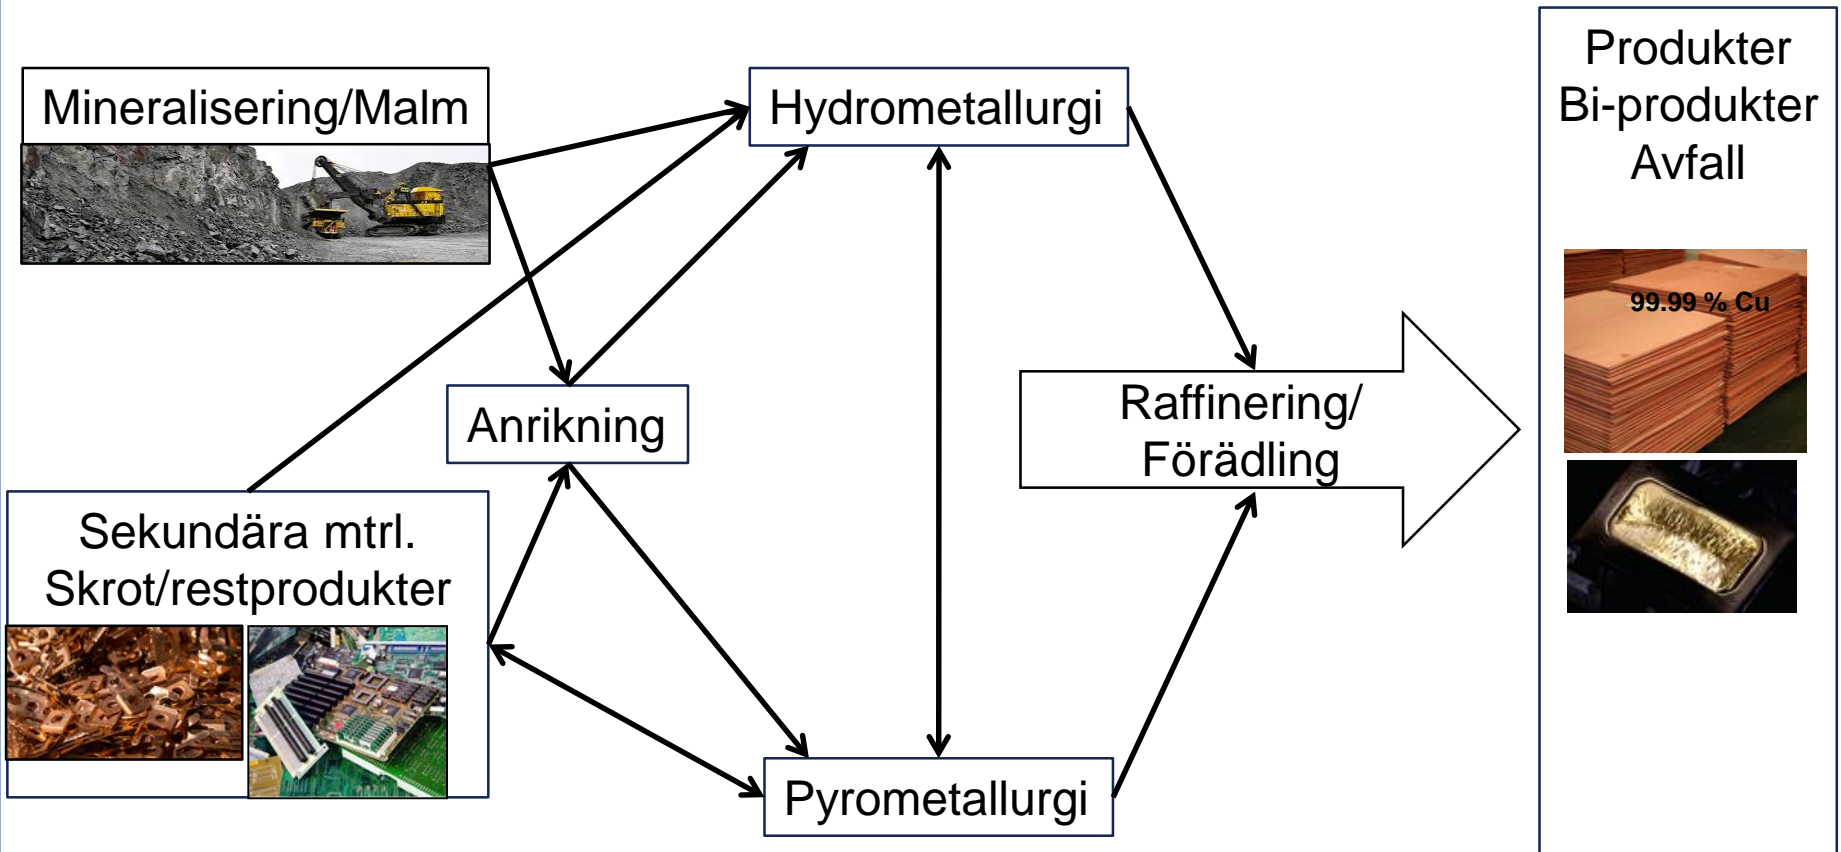 Mineralisering/Malm
Hydrometallurgi
Anrikning
Sekundära mtrl.
Skrot/restprodukter
Pyrometallurgi
Raffinering/
Förädling
Produkter
Bi-produkter
Avfall
99.99 % Cu